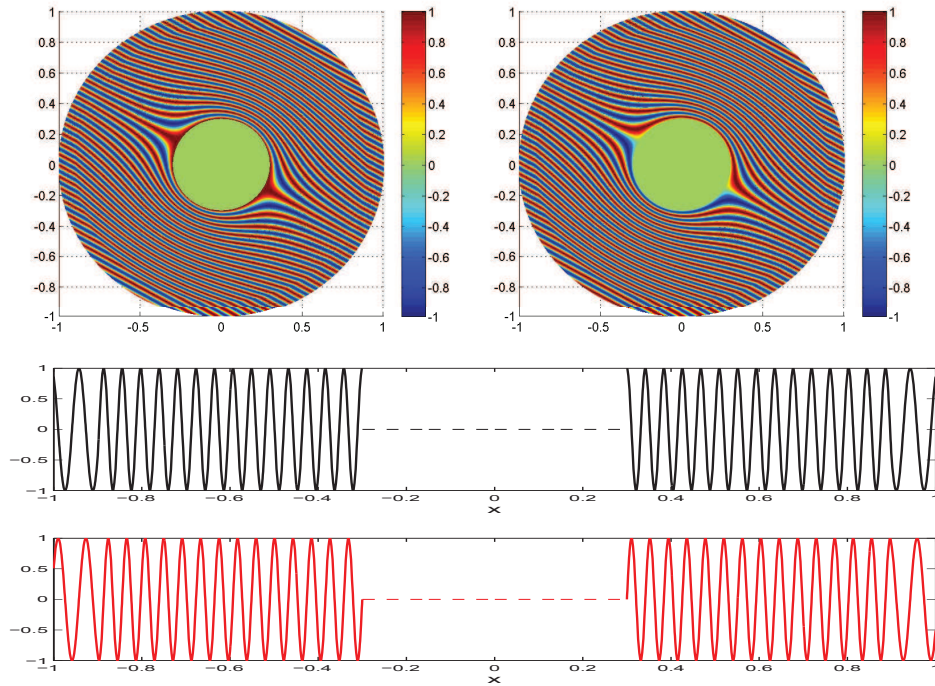 1 1 1 1
0.8 0.8 0.8 0.8
0.6 0.6 0.6 0.6
0.4 0.4 0.4 0.4
0.2 0.2 0.2 0.2
0 0 0 0
-0.2 -0.2 -0.2 -0.2
-0.4 -0.4 -0.4 -0.4
-0.6 -0.6 -0.6 -0.6
-0.8 -0.8 -0.8 -0.8
-1 -1 -1 -1
-1 -0.5 0 0.5 1 -1 -0.5 0 0.5 1
1
0.5
0
-0.5
-1
-1 -0.8 -0.6 -0.4 -0.2 0 0.2 0.4 0.6 0.8 1
x
1
0.5
0
-0.5
-1
-1 -0.8 -0.6 -0.4 -0.2 0 0.2 0.4 0.6 0.8 1
x